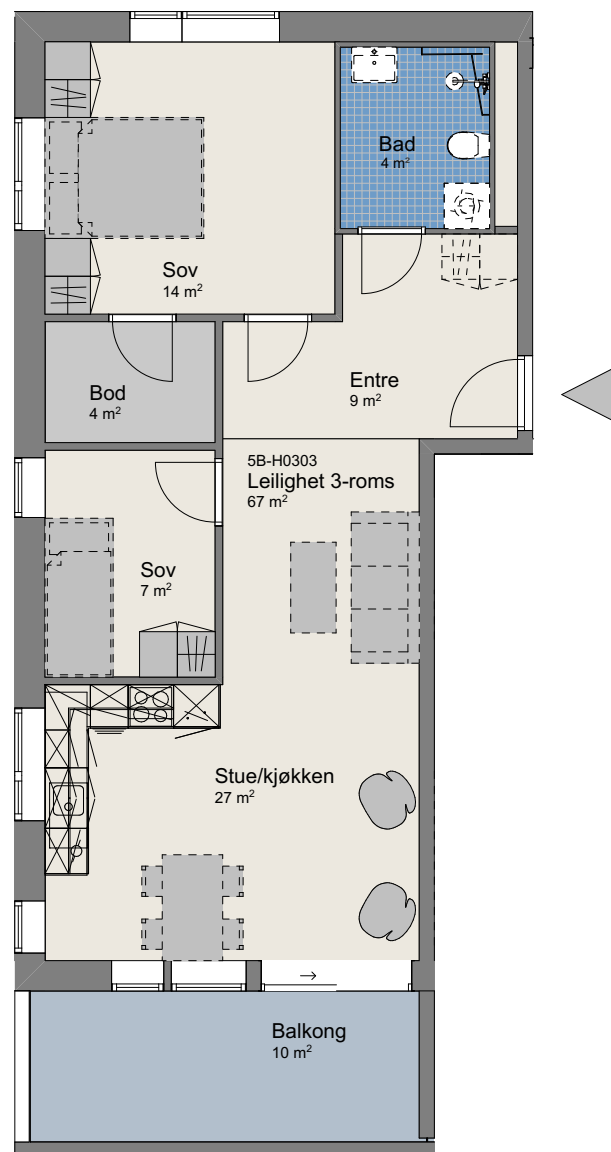 Bad
4 m²
Sov
14 m²
Entre
9 m²
Bod
4 m²
5B-H0303
Leilighet 3-roms
67 m²
Sov
7 m²
Stue/kjøkken
27 m²
Balkong
10 m²